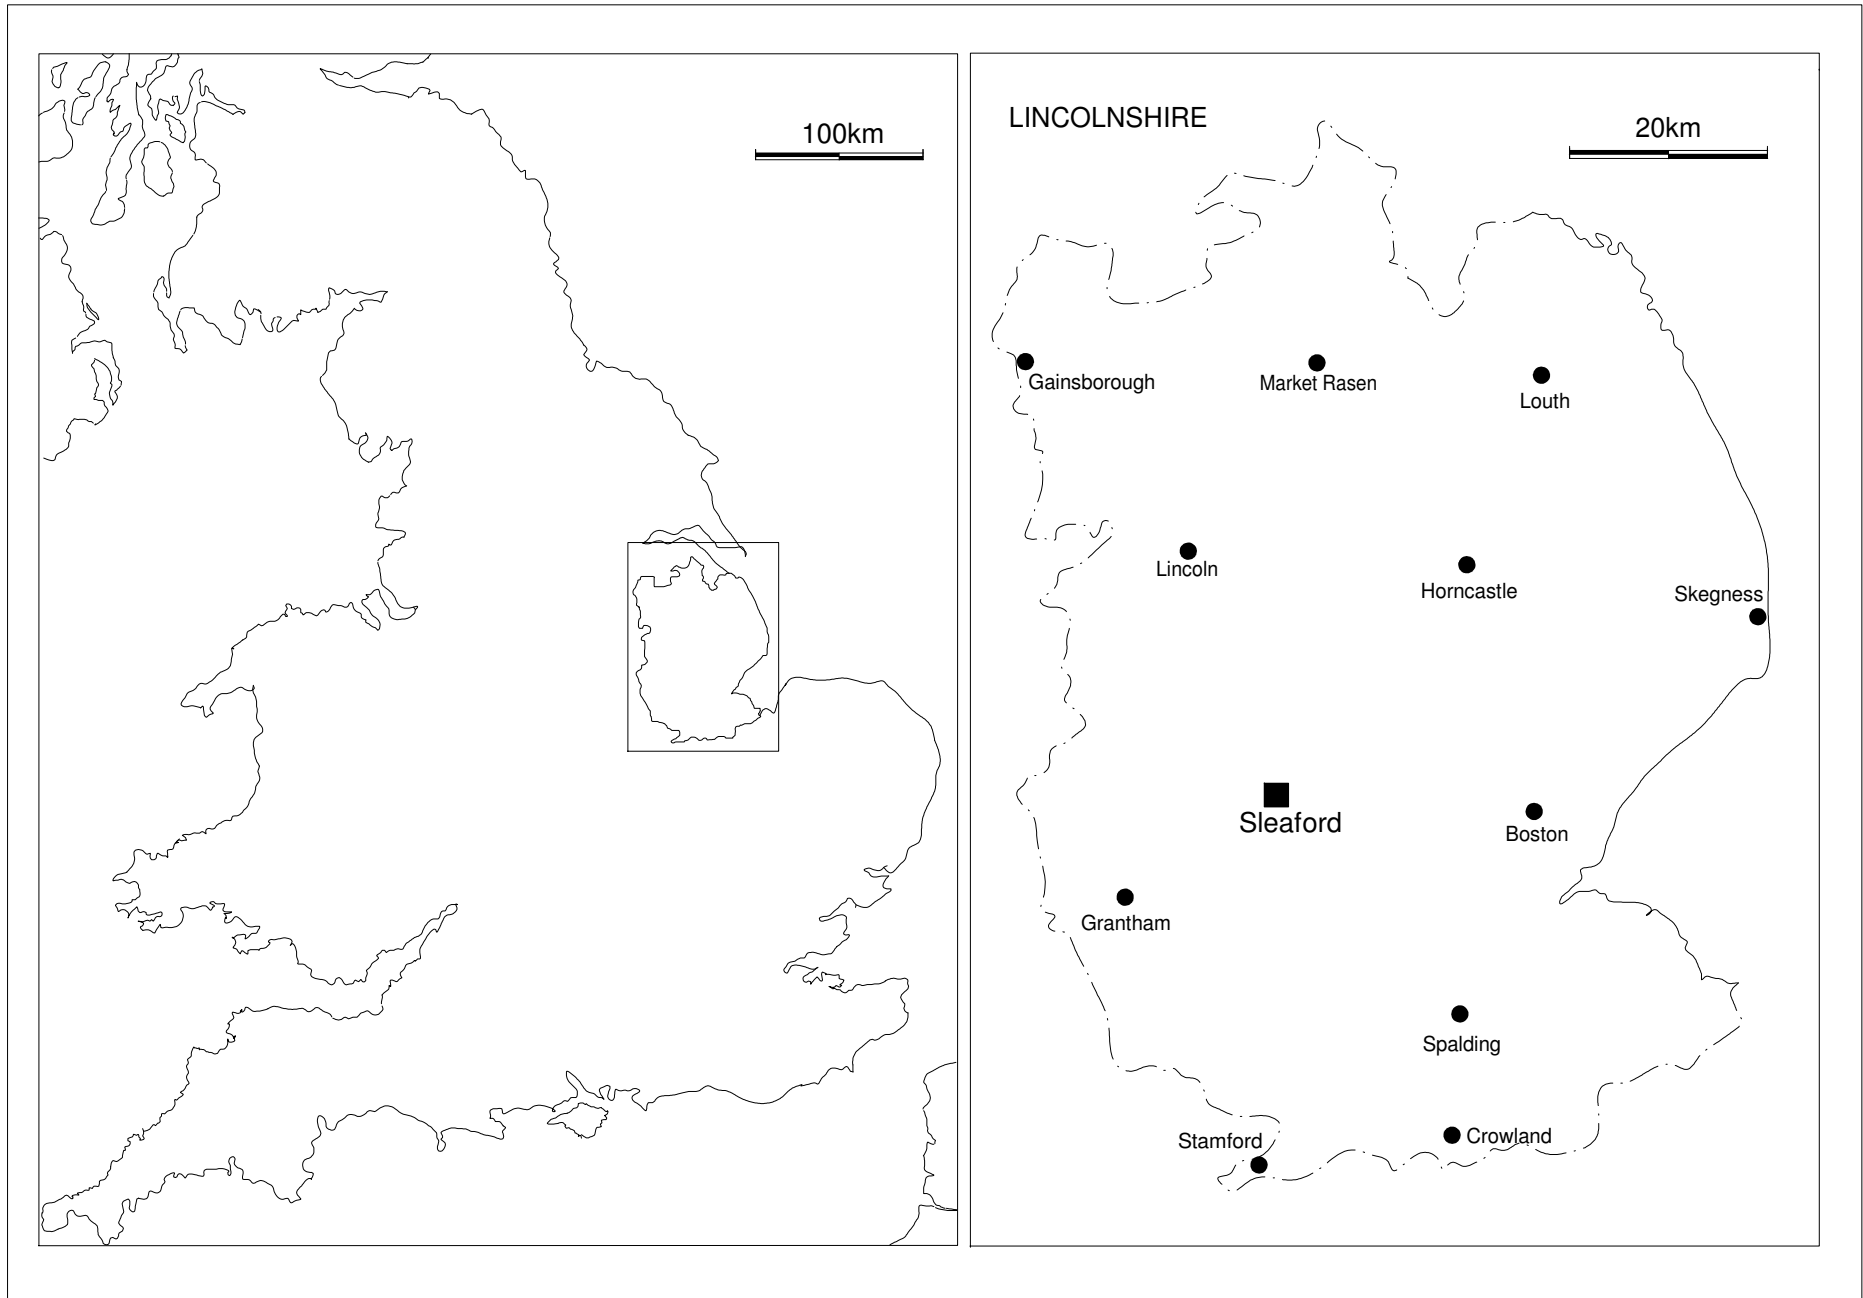 100km
LINCOLNSHIRE
20km
Gainsborough
Market Rasen
Louth
Lincoln
Horncastle
Skegness
Sleaford
Boston
Grantham
Spalding
Stamford
Crowland